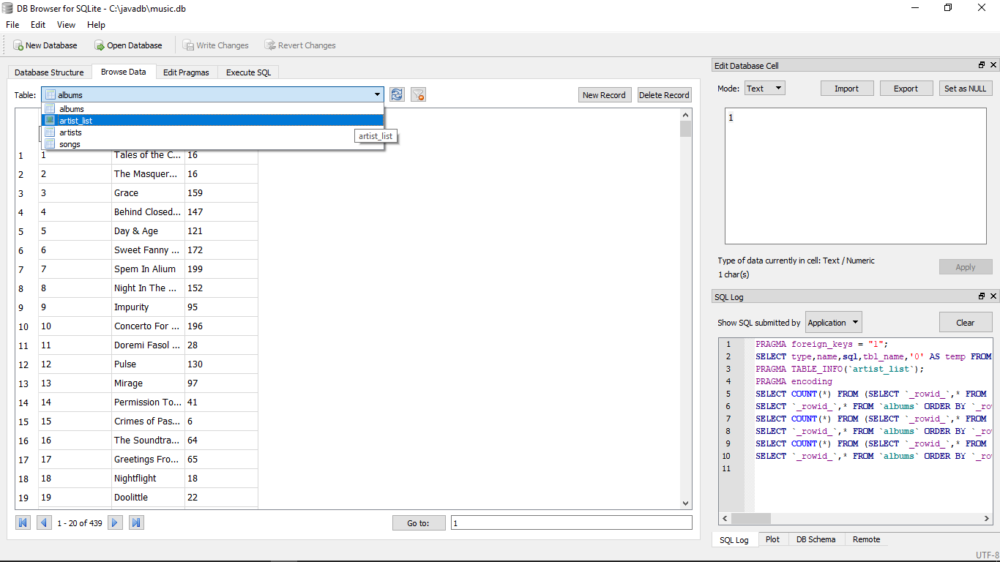 DB Browser for SQLite - C:\javadb\music.db
File Edit View Help
New Database Open Database Write Changes Revert Changes
Database Structure Browse Data Edit Pragmas Execute SQL
Table: albums New Record Delete Record
albums
artist_list
artists
songs
artist_list
1 1 Tales of the C... 16
2 2 The Masquer... 16
3 3 Grace 159
4 4 Behind Closed... 147
5 5 Day & Age 121
6 6 Sweet Fanny ... 172
7 7 Spem In Alium 199
8 8 Night In The ... 152
9 9 Impurity 95
10 10 Concerto For ... 196
11 11 Doremi Fasol ... 28
12 12 Pulse 130
13 13 Mirage 97
14 14 Permission To... 41
15 15 Crimes of Pas... 6
16 16 The Soundtra... 64
17 17 Greetings Fro... 65
18 18 Nightflight 18
19 19 Doolittle 22
1 - 20 of 439 Go to: 1
Edit Database Cell
Mode: Text Import Export Set as NULL
1
Type of data currently in cell: Text / Numeric
1 char(s)
Apply
SQL Log
Show SQL submitted by Application Clear
1 PRAGMA foreign_keys = "1";
2 SELECT type,name,sql,tbl_name,'0' AS temp FROM
3 PRAGMA TABLE_INFO(`artist_list`);
4 PRAGMA encoding
5 SELECT COUNT(*) FROM (SELECT `_rowid_`,* FROM
6 SELECT `_rowid_`,* FROM `albums` ORDER BY `_ro
7 SELECT COUNT(*) FROM (SELECT `_rowid_`,* FROM
8 SELECT `_rowid_`,* FROM `albums` ORDER BY `_ro
9 SELECT COUNT(*) FROM (SELECT `_rowid_`,* FROM
10 SELECT `_rowid_`,* FROM `albums` ORDER BY `_ro
11
SQL Log Plot DB Schema Remote
UTF-8